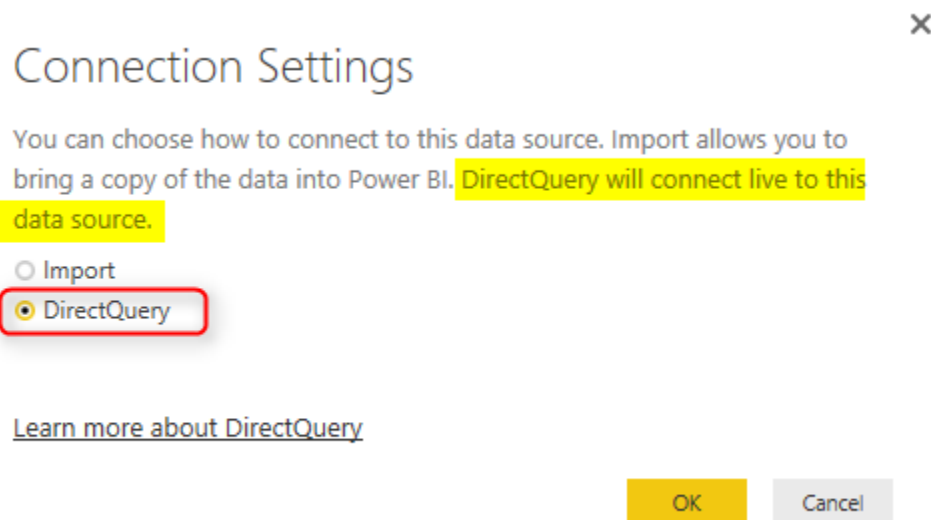 Connection Settings
You can choose how to connect to this data source. Import allows you to
bring a copy of the data into Power BI. DirectQuery will connect live to this
data source.
Import
DirectQuery
Learn more about DirectQuery
OK Cancel